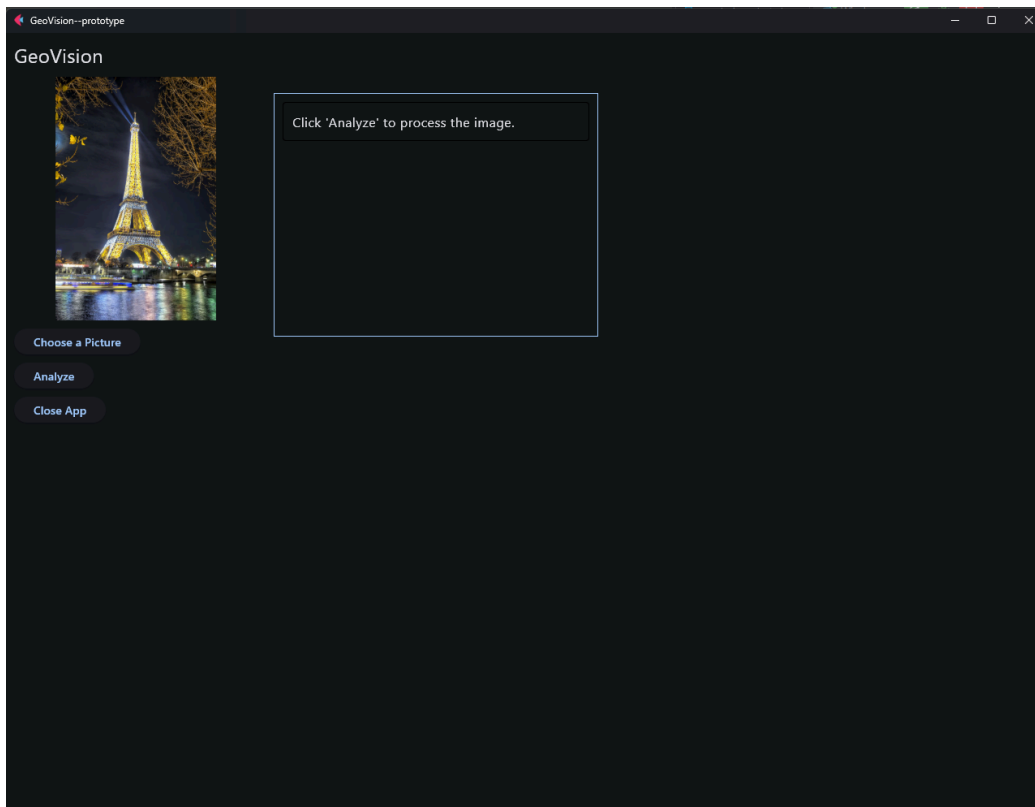 GeoVision--prototype
GeoVision
Click 'Analyze' to process the image.
Choose a Picture
Analyze
Close App